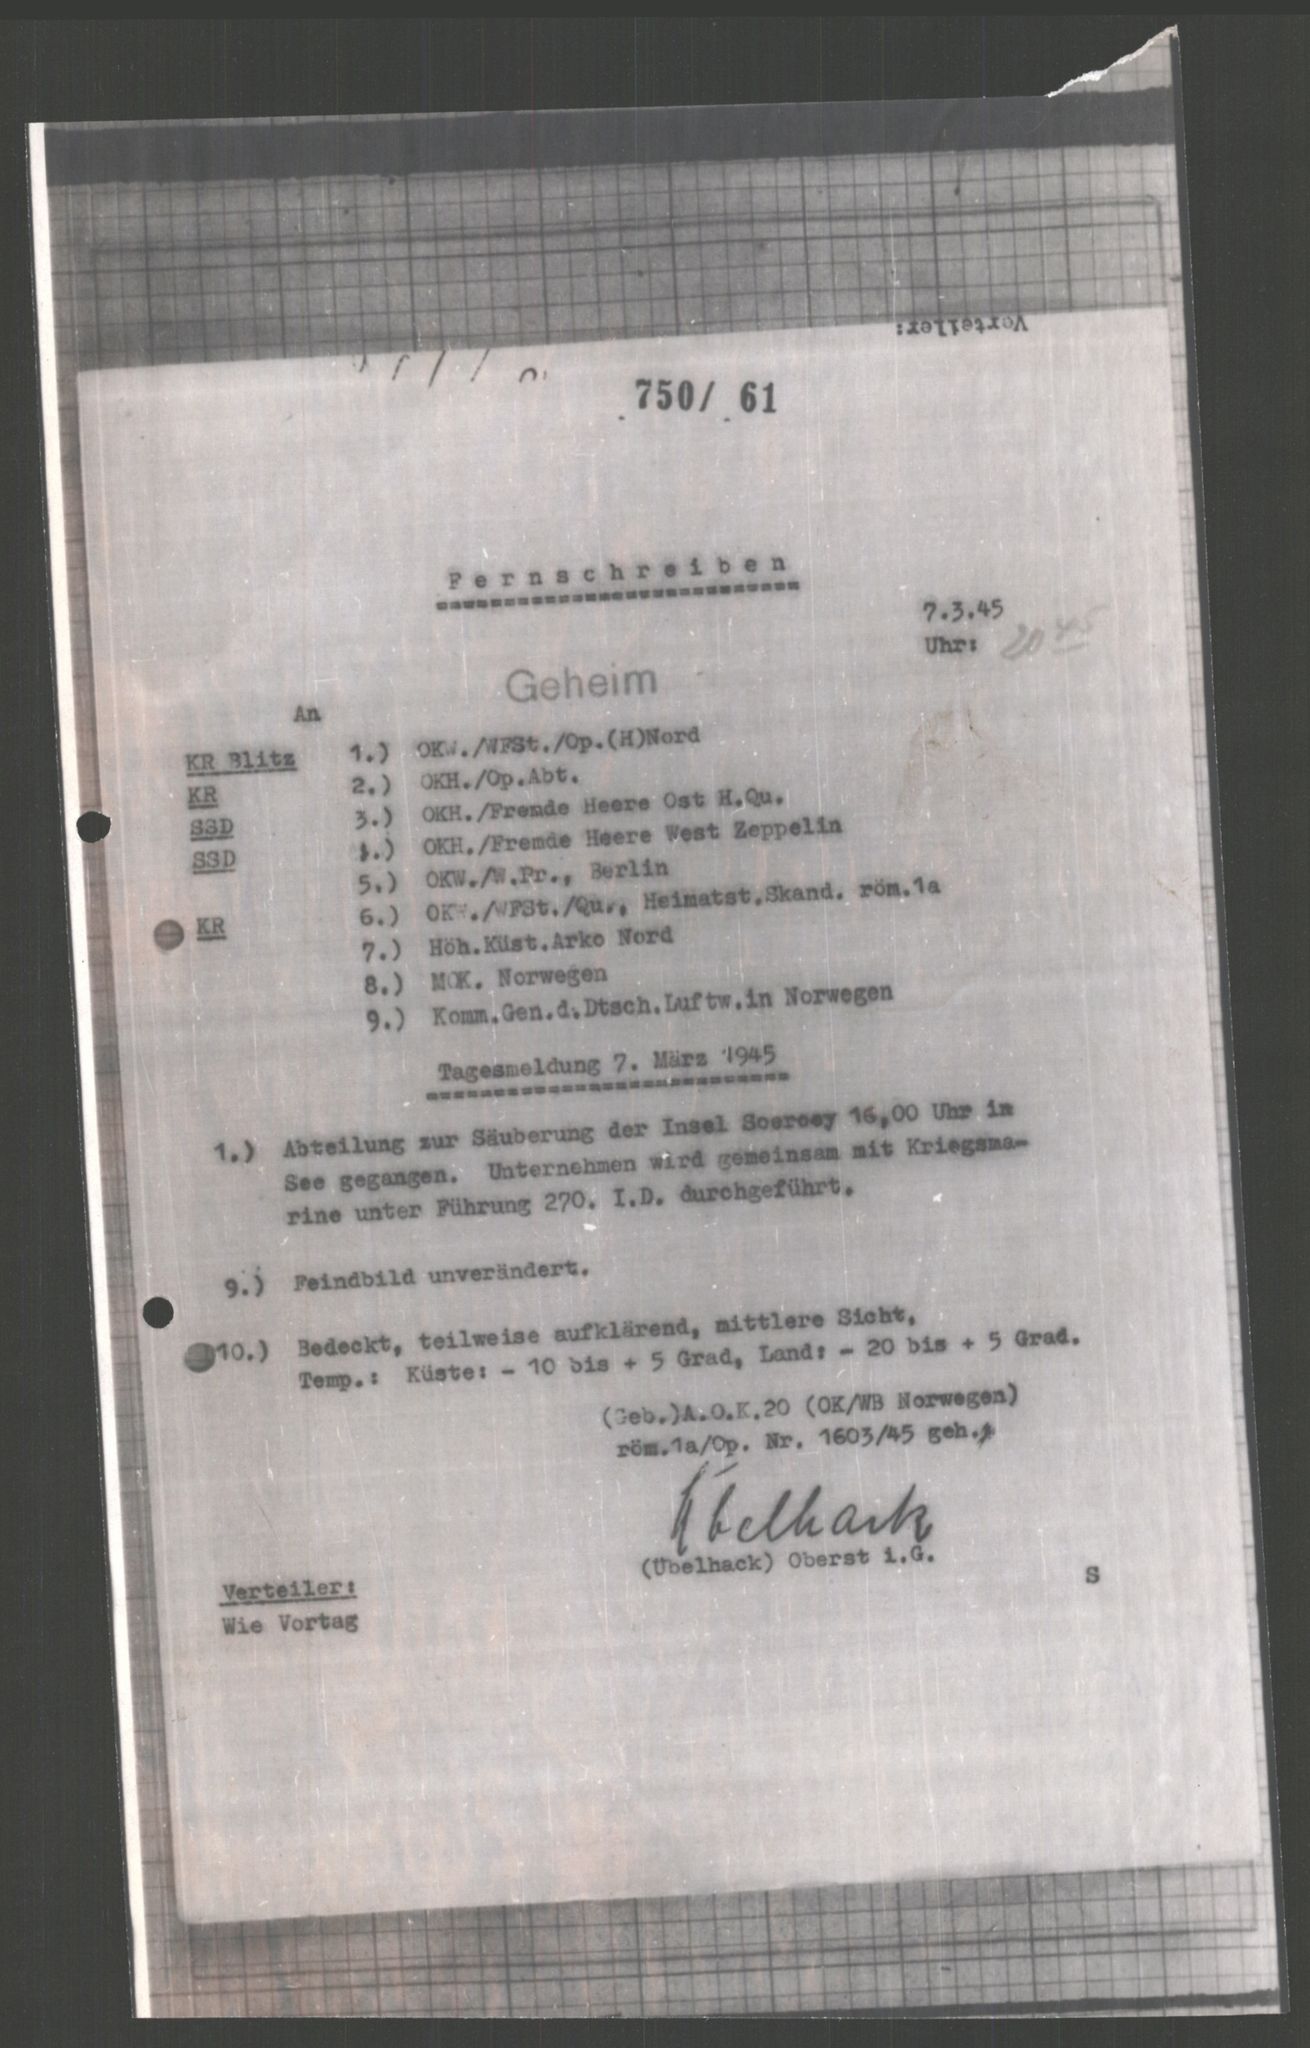 Verteiler:
750/ 61
Fernschreiben
7.3.45
Uhr: 20 45
Geheim
An
KR Blitz 1.) OKW./WFSt./Op.(H)Nord
KR 2.) OKH./Op.Abt.
SSD 3.) OKH./Fremde Heere Ost H.Qu.
SSD 4.) OKH./Fremde Heere West Zeppelin
5.) OKW./W.Pr., Berlin
KR 6.) OKW./WFSt./Qu., Heimatst.Skand. röm.1a
7.) Höh.Küst.Arko Nord
8.) MOK. Norwegen
9.) Komm.Gen.d.Dtsch.Luftw.in Norwegen
Tagesmeldung 7. März 1945
1.) Abteilung zur Säuberung der Insel Soeroey 16,00 Uhr in
See gegangen. Unternehmen wird gemeinsam mit Kriegsma-
rine unter Führung 270. I.D. durchgeführt.
9.) Feindbild unverändert.
10.) Bedeckt, teilweise aufklärend, mittlere Sicht.
Temp.: Küste: - 10 bis + 5 Grad, Land: - 20 bis + 5 Grad.
(Geb.)A.O.K.20 (OK/WB Norwegen)
röm.1a/Op. Nr. 1603/45 geh.
Übelhack
(Übelhack) Oberst i.G.
S
Verteiler:
Wie Vortag